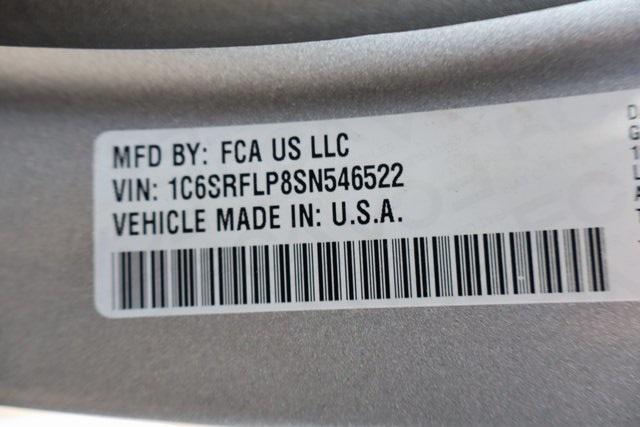 MFD BY: FCA US LLC
VIN: 1C6SRFLP8SN546522
VEHICLE MADE IN: U.S.A.